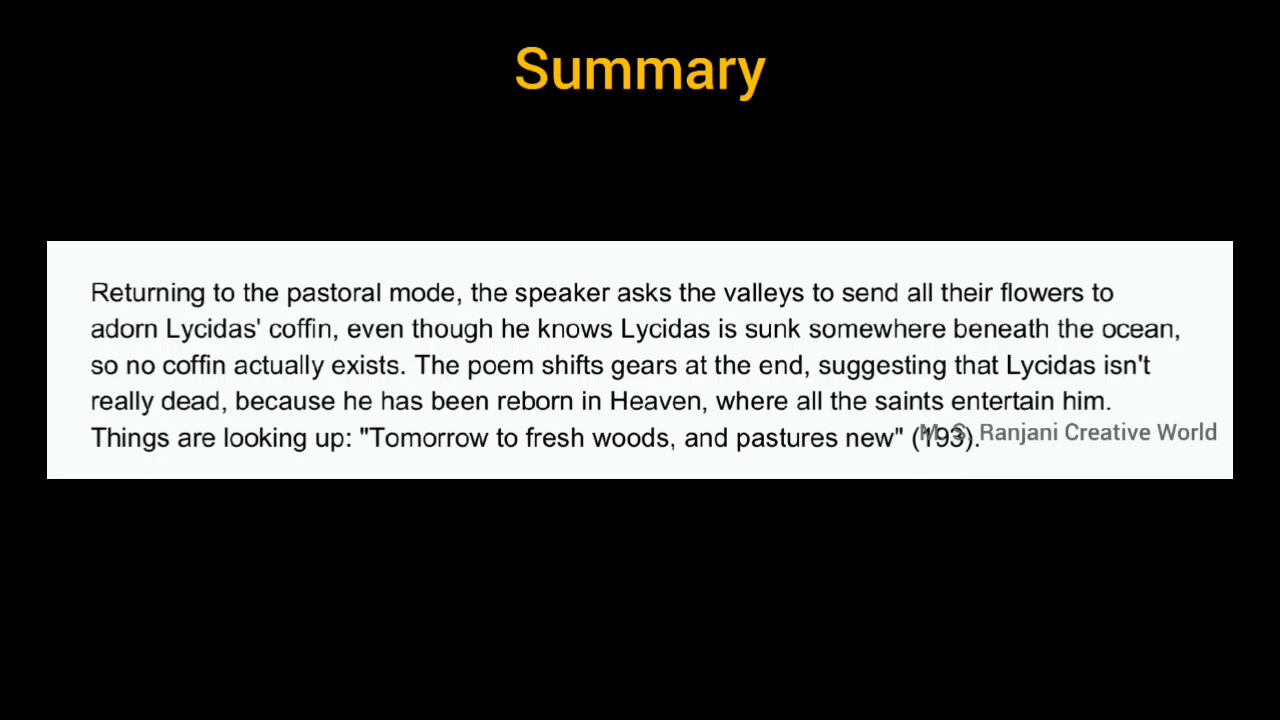 Summary
Returning to the pastoral mode, the speaker asks the valleys to send all their flowers to
adorn Lycidas' coffin, even though he knows Lycidas is sunk somewhere beneath the ocean,
so no coffin actually exists. The poem shifts gears at the end, suggesting that Lycidas isn't
really dead, because he has been reborn in Heaven, where all the saints entertain him.
Things are looking up: "Tomorrow to fresh woods, and pastures new" (193).
M. S. Ranjani Creative World